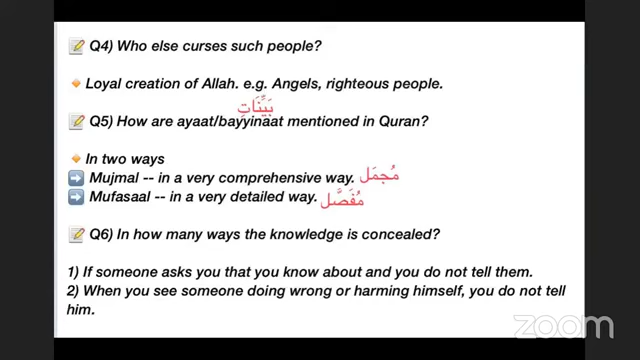 Q4) Who else curses such people?
Loyal creation of Allah. e.g. Angels, righteous people.
بَيِّنَاتِ
Q5) How are ayaat/bayyinaat mentioned in Quran?
In two ways
Mujmal -- in a very comprehensive way. مُجمَل
Mufasaal -- in a very detailed way. مُفَصَّل
Q6) In how many ways the knowledge is concealed?
1) If someone asks you that you know about and you do not tell them.
2) When you see someone doing wrong or harming himself, you do not tell
him.
zoom